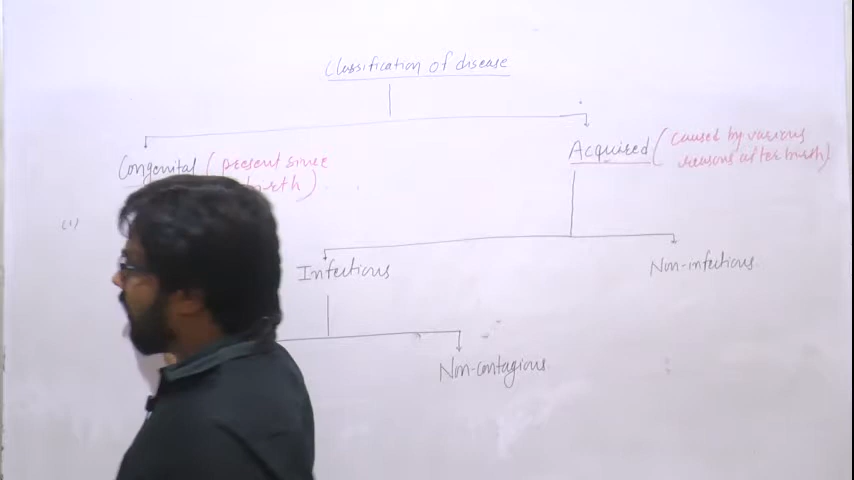 Classification of disease
Congenital (present since
birth)
Acquired (caused by various
reasons after birth)
(1)
Infectious
Non-infectious
Non-contagious